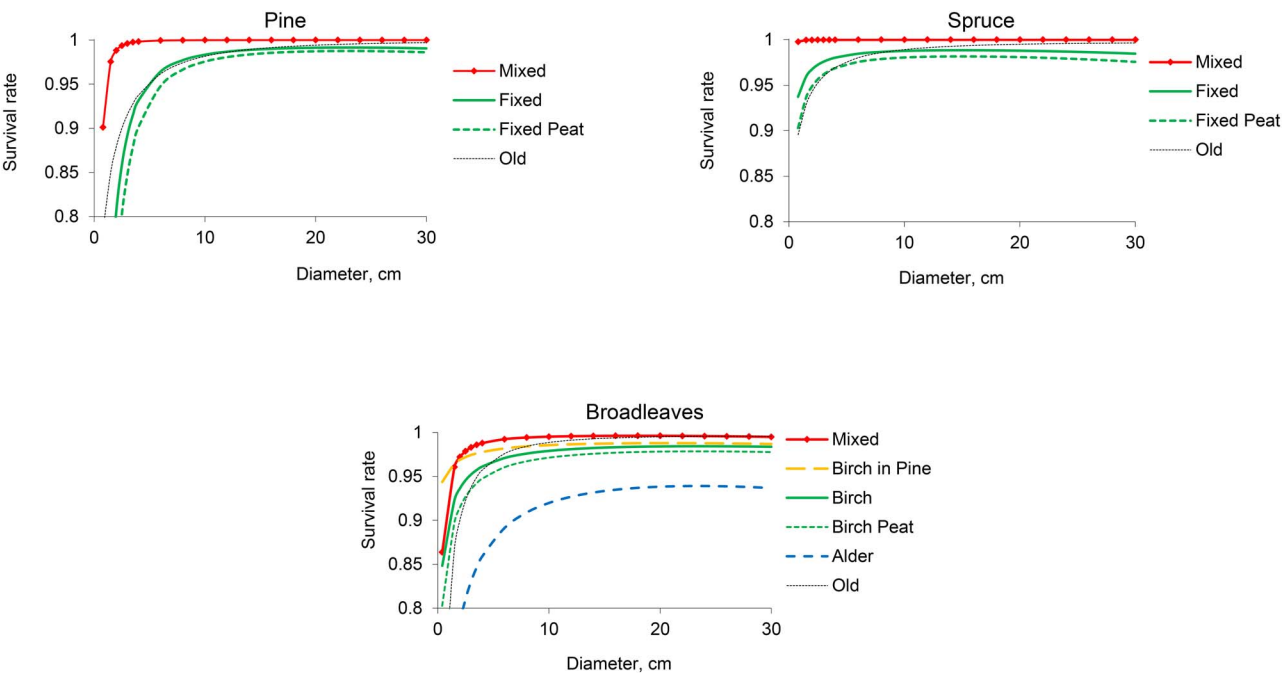 Pine
1
0.95
0.9
0.85
0.8
0 10 20 30
Survival rate
Diameter, cm
Mixed
Fixed
Fixed Peat
Old
Spruce
1
0.95
0.9
0.85
0.8
0 10 20 30
Survival rate
Diameter, cm
Mixed
Fixed
Fixed Peat
Old
Broadleaves
1
0.95
0.9
0.85
0.8
0 10 20 30
Survival rate
Diameter, cm
Mixed
Birch in Pine
Birch
Birch Peat
Alder
Old